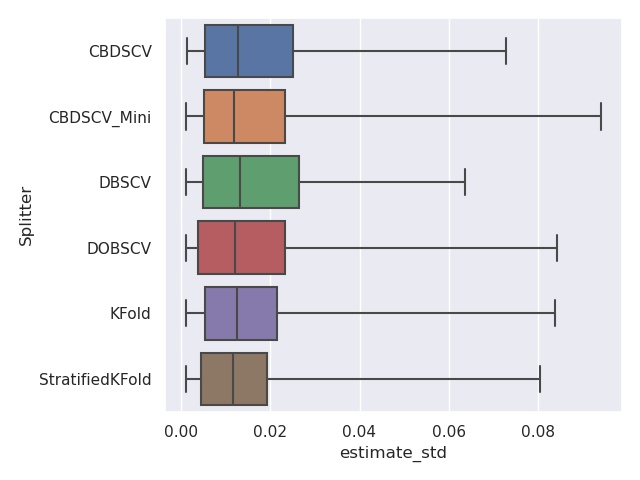 Splitter
CBDSCV
CBDSCV_Mini
DBSCV
DOBSCV
KFold
StratifiedKFold
0.00 0.02 0.04 0.06 0.08
estimate_std